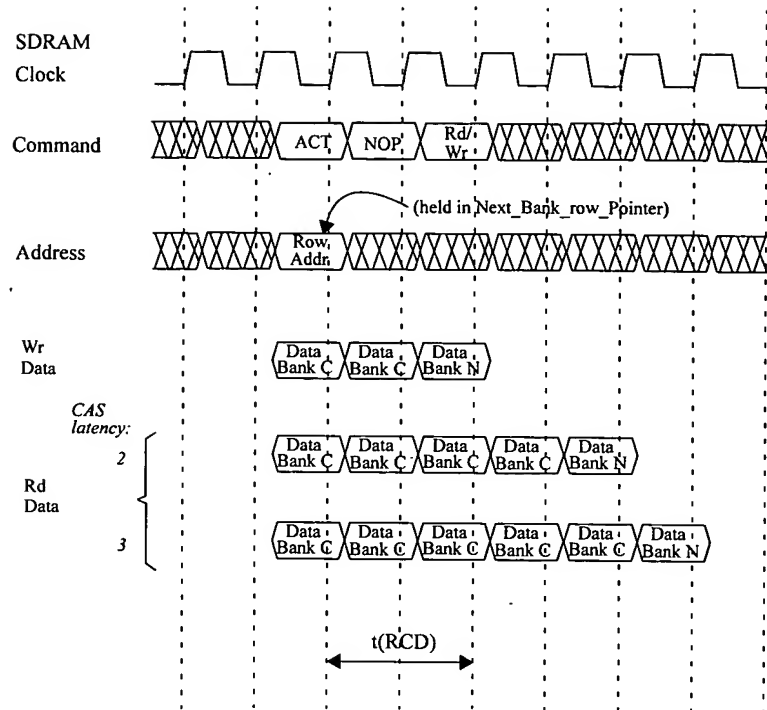 SDRAM
Clock
Command
ACT
NOP
Rd/
Wr
(held in Next_Bank_row_Pointer)
Address
Row
Addr
Wr
Data
Data
Bank C
Data
Bank C
Data
Bank N
CAS
latency:
2
Data
Bank C
Data
Bank C
Data
Bank C
Data
Bank C
Data
Bank N
Rd
Data
3
Data
Bank C
Data
Bank C
Data
Bank C
Data
Bank C
Data
Bank C
Data
Bank N
t(RCD)